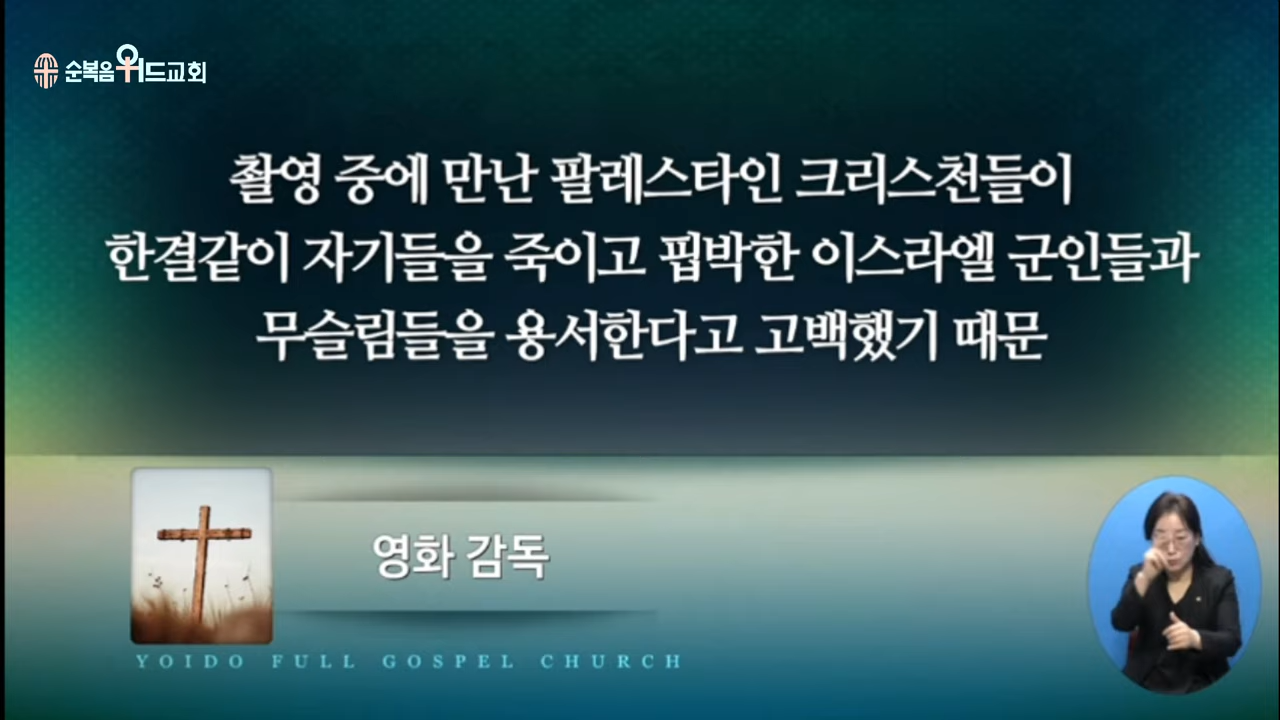 순복음워드교회
촬영 중에 만난 팔레스타인 크리스천들이
한결같이 자기들을 죽이고 핍박한 이스라엘 군인들과
무슬림들을 용서한다고 고백했기 때문
영화 감독
YOIDO FULL GOSPEL CHURCH